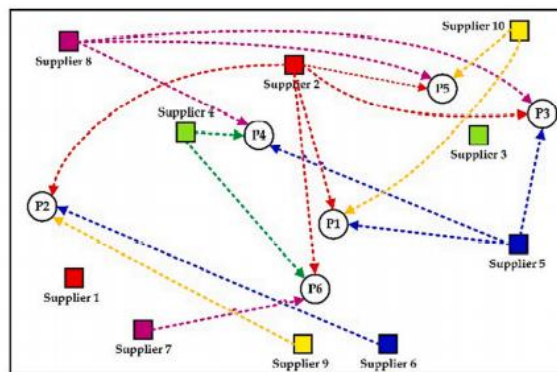 Supplier 10
Supplier 8
Supplier 2
P5
P3
Supplier 4
P4
Supplier 3
P2
P1
Supplier 5
Supplier 1
P6
Supplier 7
Supplier 9
Supplier 6